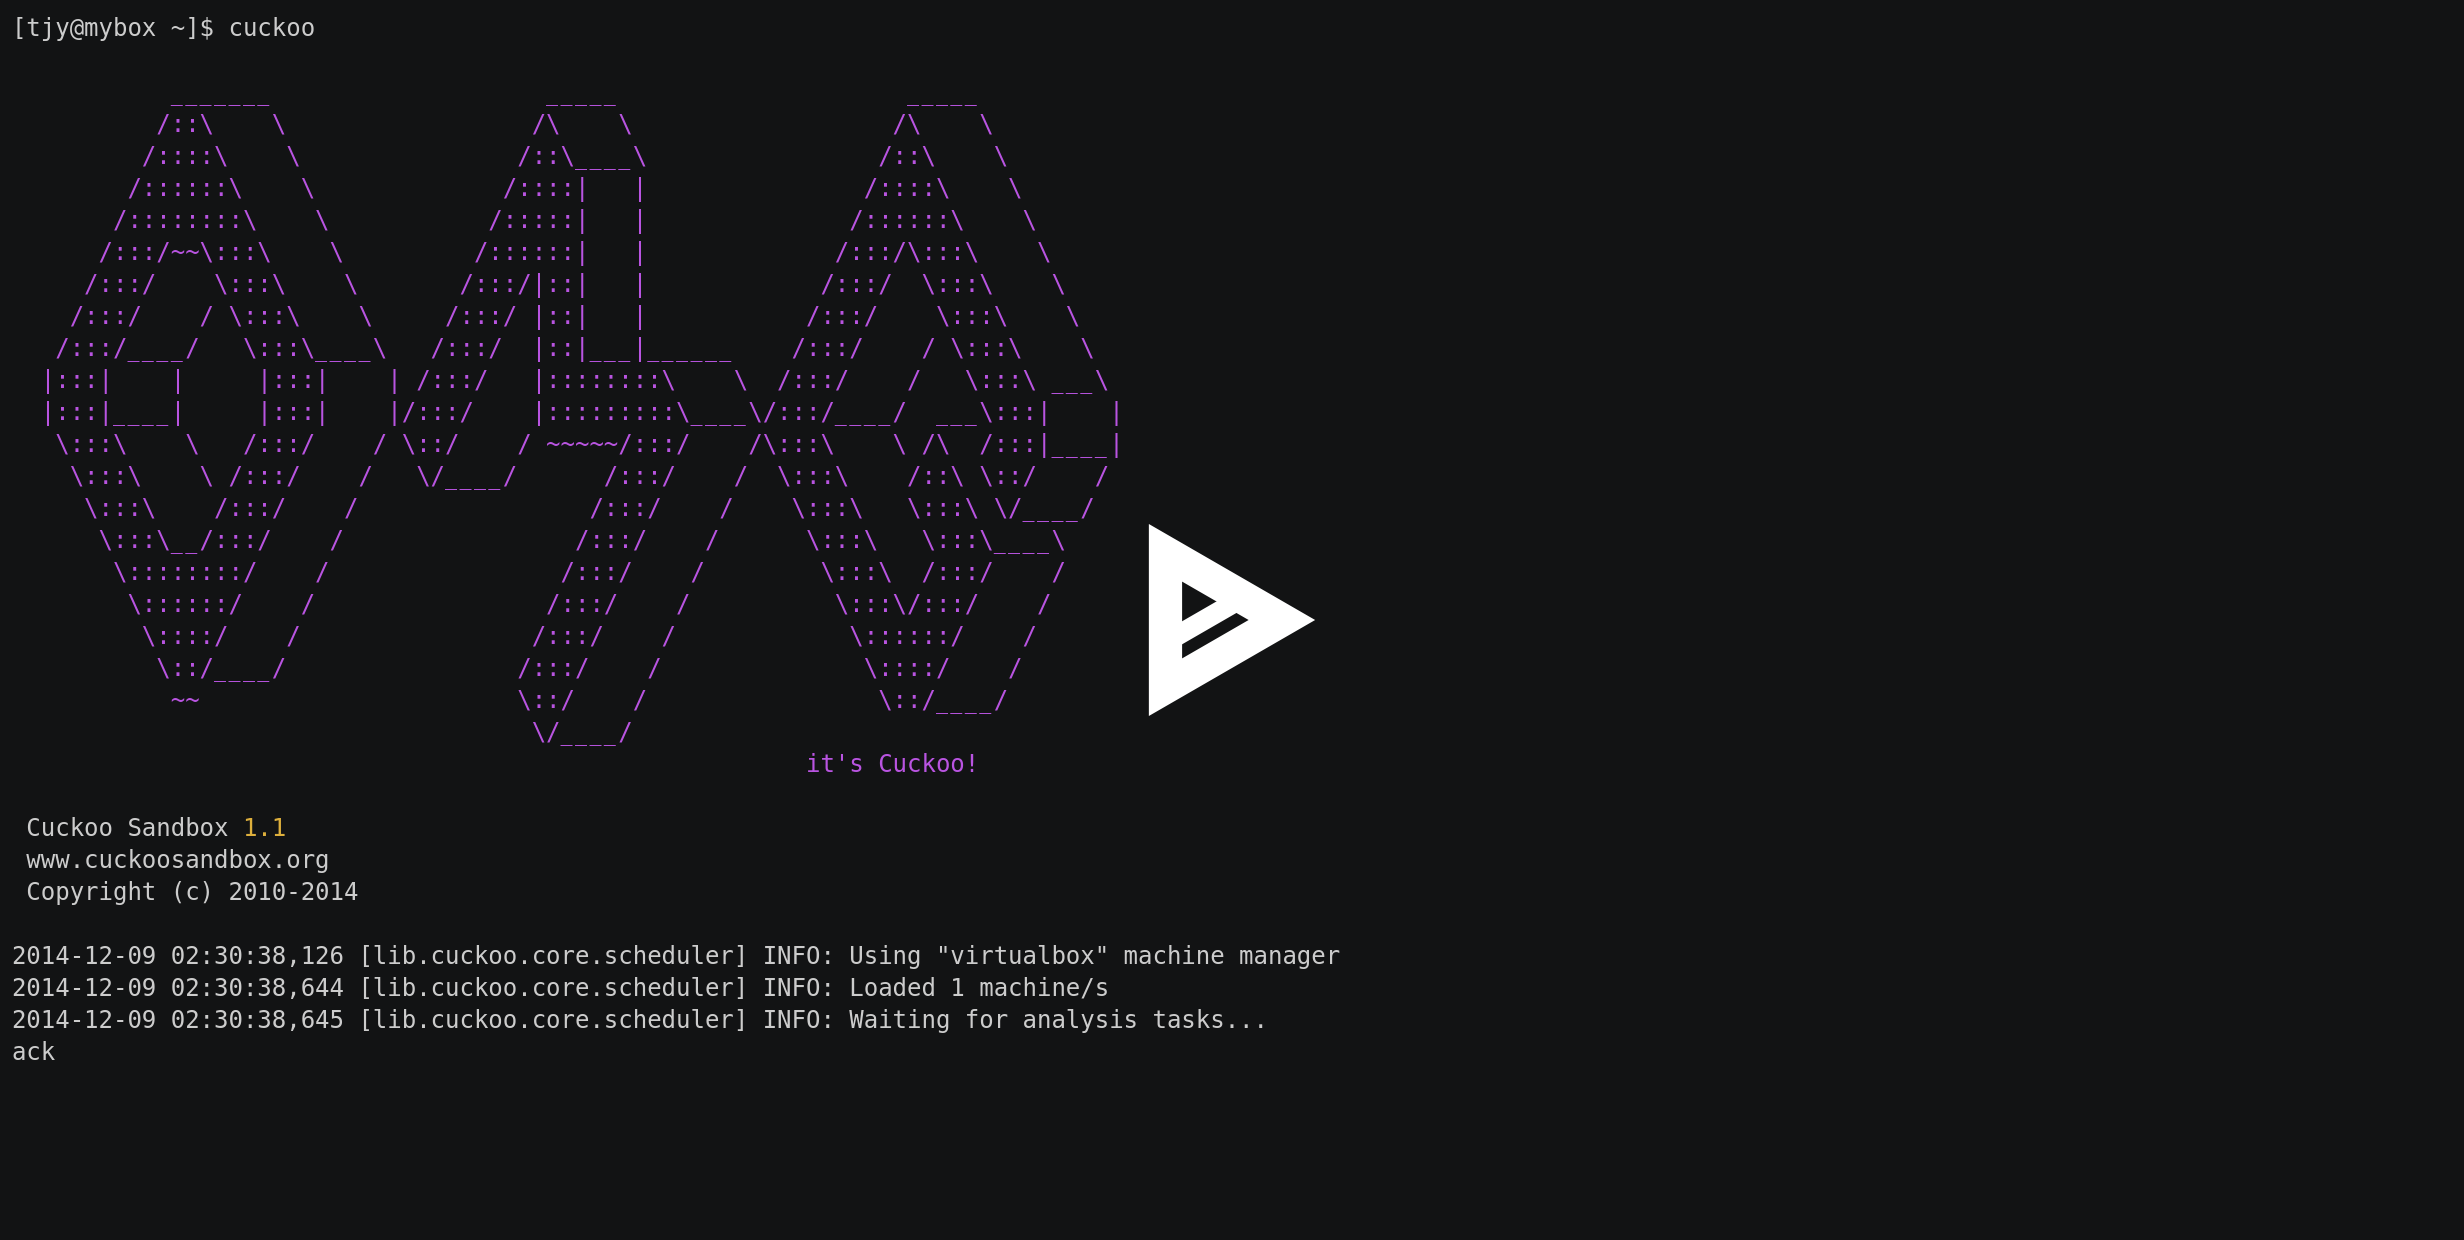 [tjy@mybox ~]$ cuckoo
it's Cuckoo!
Cuckoo Sandbox 1.1
www.cuckoosandbox.org
Copyright (c) 2010-2014
2014-12-09 02:30:38,126 [lib.cuckoo.core.scheduler] INFO: Using "virtualbox" machine manager
2014-12-09 02:30:38,644 [lib.cuckoo.core.scheduler] INFO: Loaded 1 machine/s
2014-12-09 02:30:38,645 [lib.cuckoo.core.scheduler] INFO: Waiting for analysis tasks...
ack